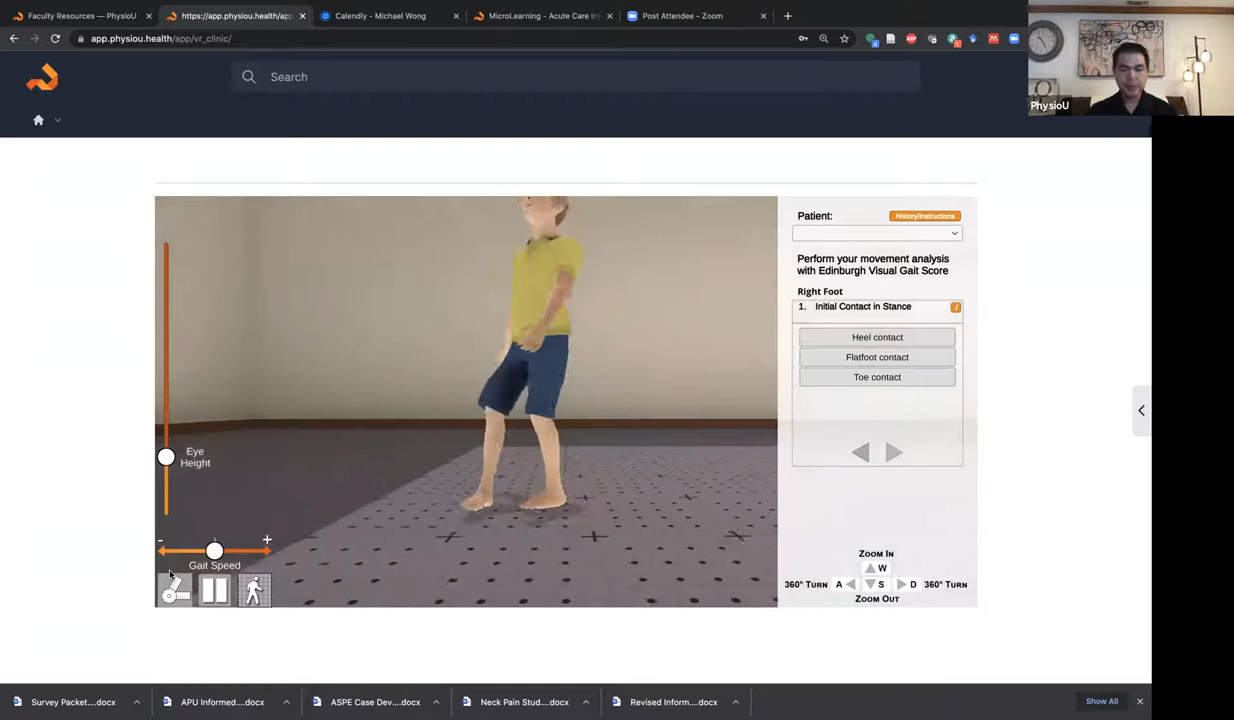 Faculty Resources — PhysioU
https://app.physiou.health/app
Calendly - Michael Wong
MicroLearning - Acute Care In
Post Attendee - Zoom
app.physiou.health/app/vr_clinic/
PhysioU
Search
Patient:
History/Instructions
Perform your movement analysis
with Edinburgh Visual Gait Score
Right Foot
1. Initial Contact in Stance
i
Heel contact
Flatfoot contact
Toe contact
Eye
Height
- +
Gait Speed
Zoom In
W
360° Turn A S D 360° Turn
Zoom Out
Survey Packet....docx
APU Informed....docx
ASPE Case Dev....docx
Neck Pain Stud....docx
Revised Inform....docx
Show All